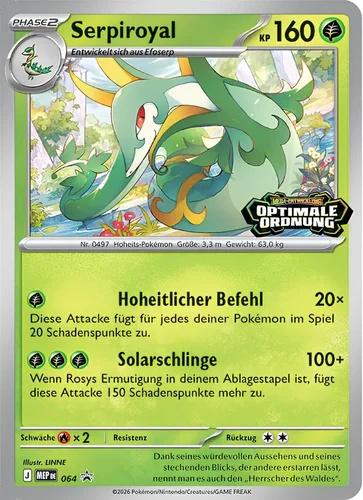 PHASE 2
Serpiroyal
KP 160
Entwickelt sich aus Efoserp
MEGA-ENTWICKLUNG
OPTIMALE
ORDNUNG
Nr. 0497 Hoheits-Pokémon Größe: 3,3 m Gewicht: 63,0 kg
Hoheitlicher Befehl 20×
Diese Attacke fügt für jedes deiner Pokémon im Spiel
20 Schadenspunkte zu.
Solarschlinge 100+
Wenn Rosys Ermutigung in deinem Ablagestapel ist, fügt
diese Attacke 150 Schadenspunkte mehr zu.
Schwäche × 2 Resistenz Rückzug
Illustr. LINNE
J MEP DE 064
Dank seines würdevollen Aussehens und seines
stechenden Blicks, der andere erstarren lässt,
nennt man es auch den „Herrscher des Waldes“.
©2026 Pokémon/Nintendo/Creatures/GAME FREAK